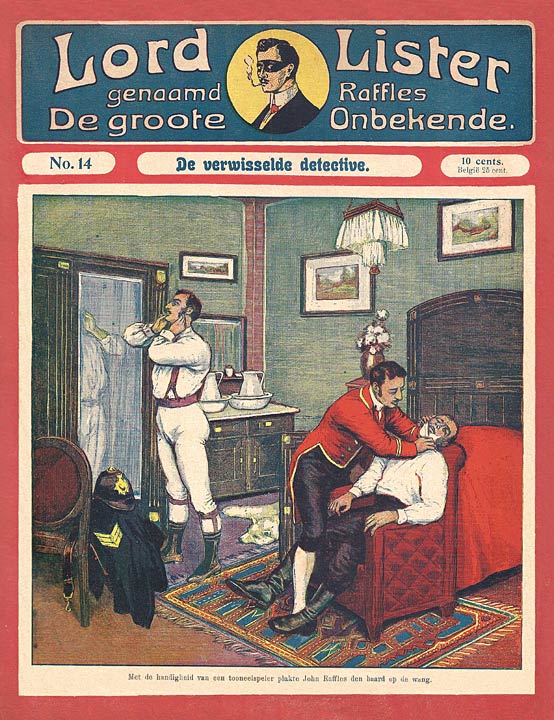 Lord Lister
genaamd Raffles
De groote Onbekende.
No. 14
De verwisselde detective.
10 cents.
België 25 cent.
Met de handigheid van een tooneelspeler plakte John Raffles den baard op de wang.